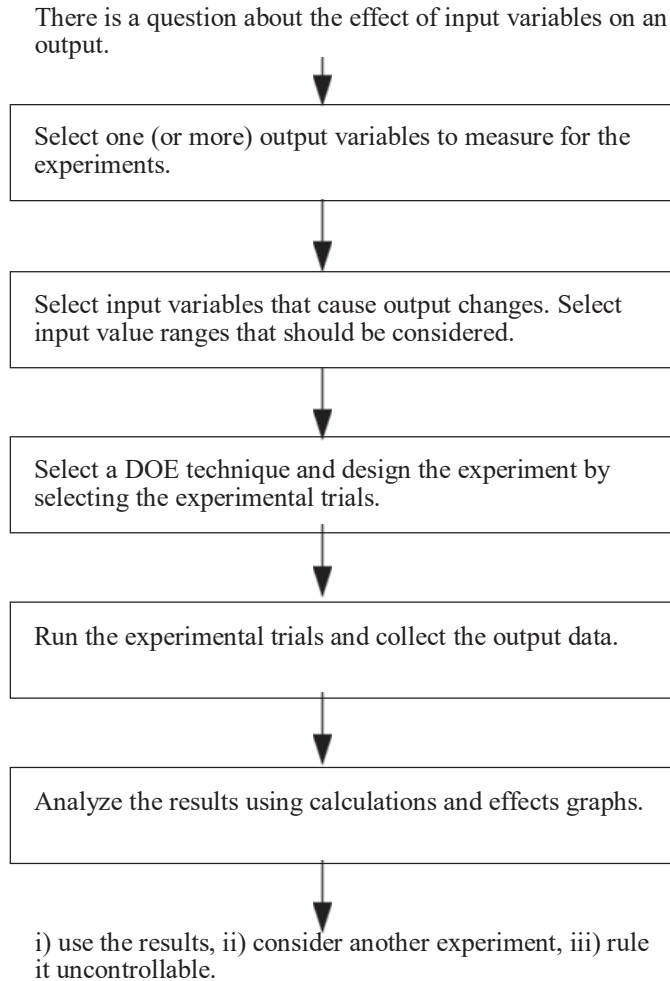 There is a question about the effect of input variables on an
output.
Select one (or more) output variables to measure for the
experiments.
Select input variables that cause output changes. Select
input value ranges that should be considered.
Select a DOE technique and design the experiment by
selecting the experimental trials.
Run the experimental trials and collect the output data.
Analyze the results using calculations and effects graphs.
i) use the results, ii) consider another experiment, iii) rule
it uncontrollable.